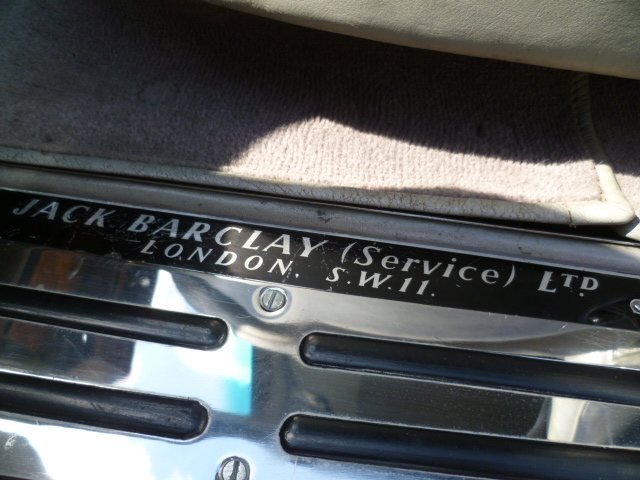 JACK BARCLAY (Service) LTD
LONDON, S.W.11.